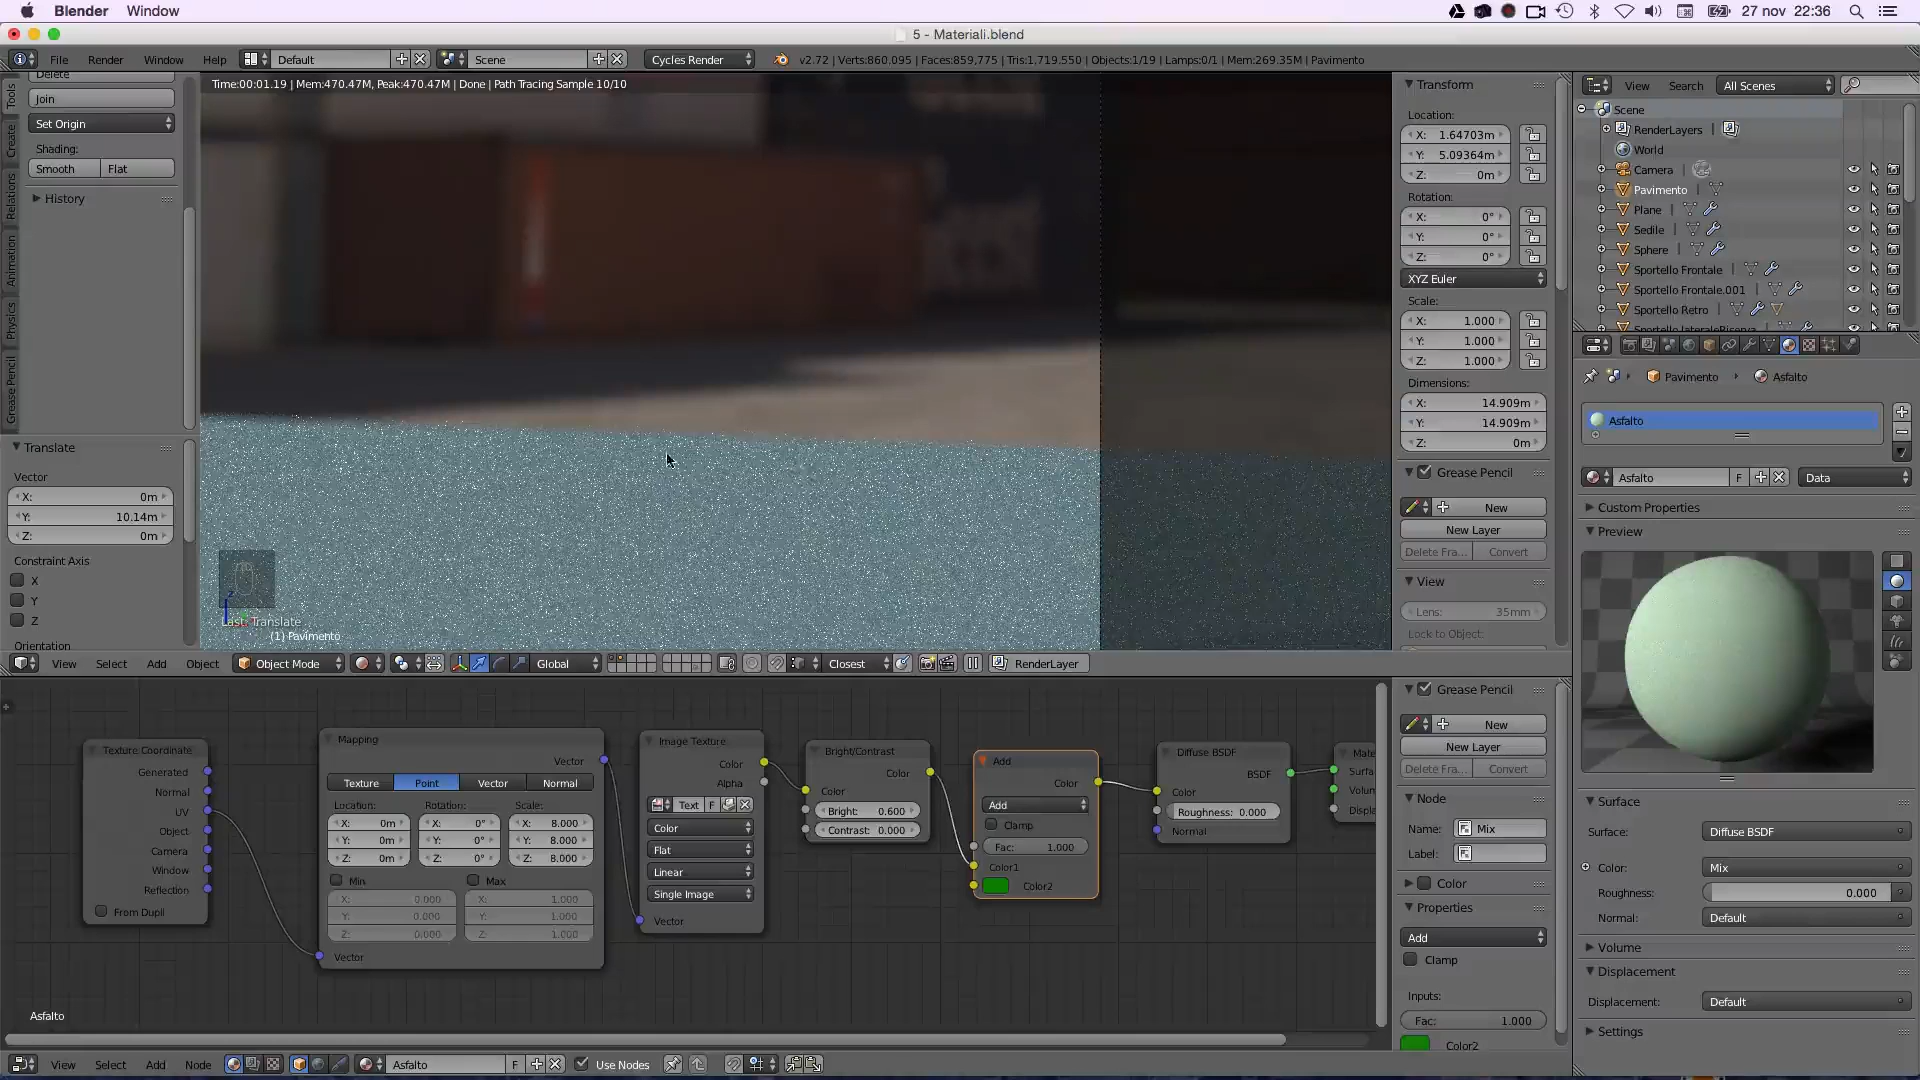 Blender Window 27 nov 22:36
5 - Materiali.blend
File Render Window Help Default Scene Cycles Render v2.72 | Verts:860.095 | Faces:859,775 | Tris:1,719.550 | Objects:1/19 | Lamps:0/1 | Mem:269.35M | Pavimento
Time:00:01.19 | Mem:470.47M, Peak:470.47M | Done | Path Tracing Sample 10/10
Tools
Create
Relations
Animation
Physics
Grease Pencil
Delete
Join
Set Origin
Shading:
Smooth Flat
History
Translate
Vector
X: 0m
Y: 10.14m
Z: 0m
Constraint Axis
X
Y
Z
Orientation
z
Last: Translate
(1) Pavimento
View Select Add Object Object Mode Global Closest RenderLayer
Transform
Location:
X: 1.64703m
Y: 5.09364m
Z: 0m
Rotation:
X: 0°
Y: 0°
Z: 0°
XYZ Euler
Scale:
X: 1.000
Y: 1.000
Z: 1.000
Dimensions:
X: 14.909m
Y: 14.909m
Z: 0m
Grease Pencil
New
New Layer
Delete Fra... Convert
View
Lens: 35mm
Lock to Object:
View Search All Scenes
Scene
RenderLayers
World
Camera
Pavimento
Plane
Sedile
Sphere
Sportello Frontale
Sportello Frontale.001
Sportello Retro
Sportello lateraleRiserva
Pavimento Asfalto
Asfalto
Asfalto F Data
Custom Properties
Preview
Surface
Surface: Diffuse BSDF
Color: Mix
Roughness: 0.000
Normal: Default
Volume
Displacement
Displacement: Default
Settings
Texture Coordinate
Generated
Normal
UV
Object
Camera
Window
Reflection
From Dupli
Mapping
Vector
Texture Point Vector Normal
Location: Rotation: Scale:
X: 0m X: 0° X: 8.000
Y: 0m Y: 0° Y: 8.000
Z: 0m Z: 0° Z: 8.000
Min Max
X: 0.000 X: 1.000
Y: 0.000 Y: 1.000
Z: 0.000 Z: 1.000
Vector
Image Texture
Color
Alpha
Text F
Color
Flat
Linear
Single Image
Vector
Bright/Contrast
Color
Color
Bright: 0.600
Contrast: 0.000
Add
Color
Add
Clamp
Fac: 1.000
Color1
Color2
Diffuse BSDF
BSDF
Color
Roughness: 0.000
Normal
Mate
Surfa
Volun
Displa
Asfalto
Grease Pencil
New
New Layer
Delete Fra... Convert
Node
Name: Mix
Label:
Color
Properties
Add
Clamp
Inputs:
Fac: 1.000
Color2
View Select Add Node Asfalto F Use Nodes